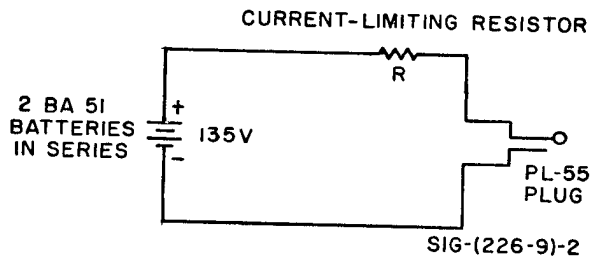 CURRENT-LIMITING RESISTOR
R
2 BA 51
BATTERIES
IN SERIES
+
135V
-
PL-55
PLUG
SIG-(226-9)-2